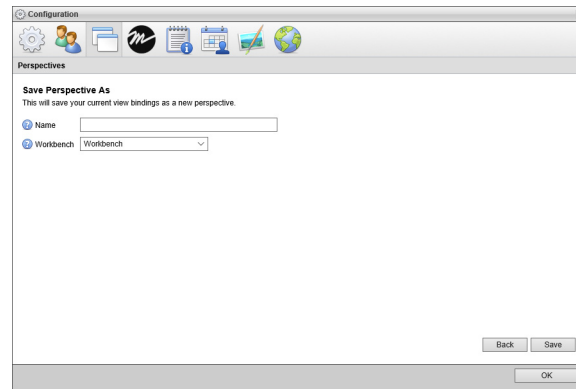 Configuration
Perspectives
Save Perspective As
This will save your current view bindings as a new perspective.
Name
Workbench Workbench
Back Save
OK